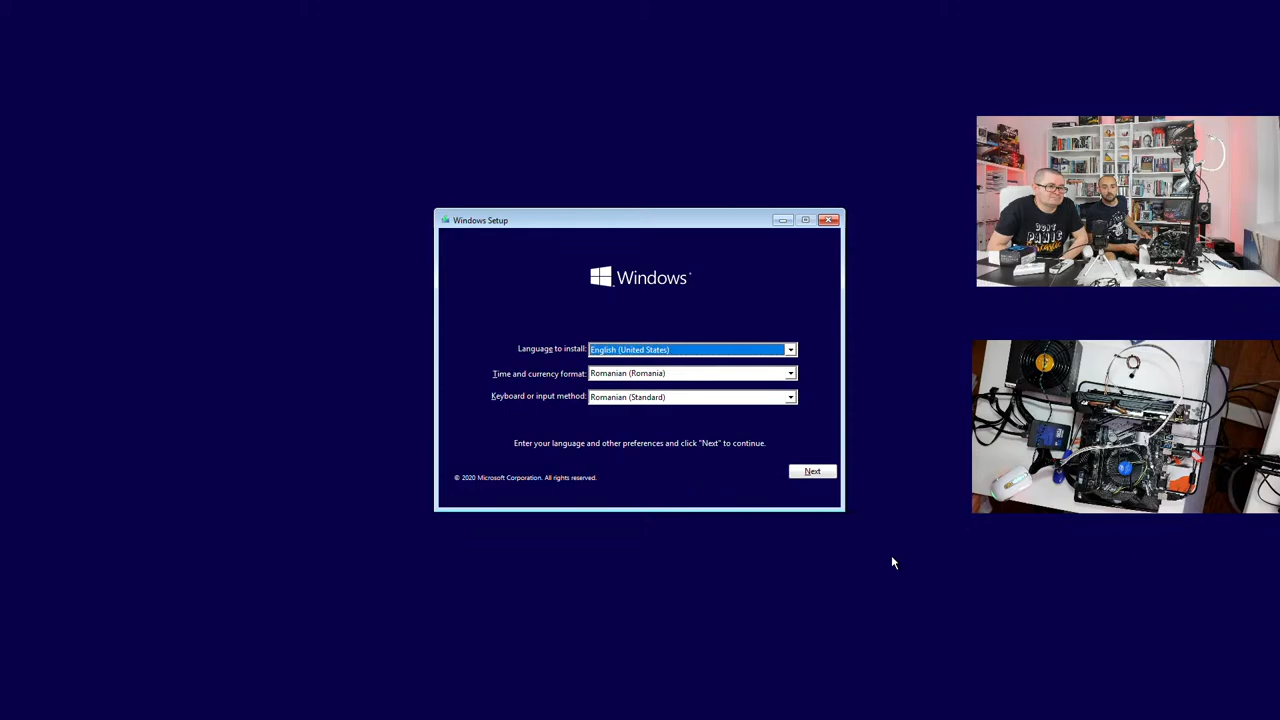 Windows Setup
Windows
Language to install: English (United States)
Time and currency format: Romanian (Romania)
Keyboard or input method: Romanian (Standard)
Enter your language and other preferences and click "Next" to continue.
Next
© 2020 Microsoft Corporation. All rights reserved.
DON'T
PANIC